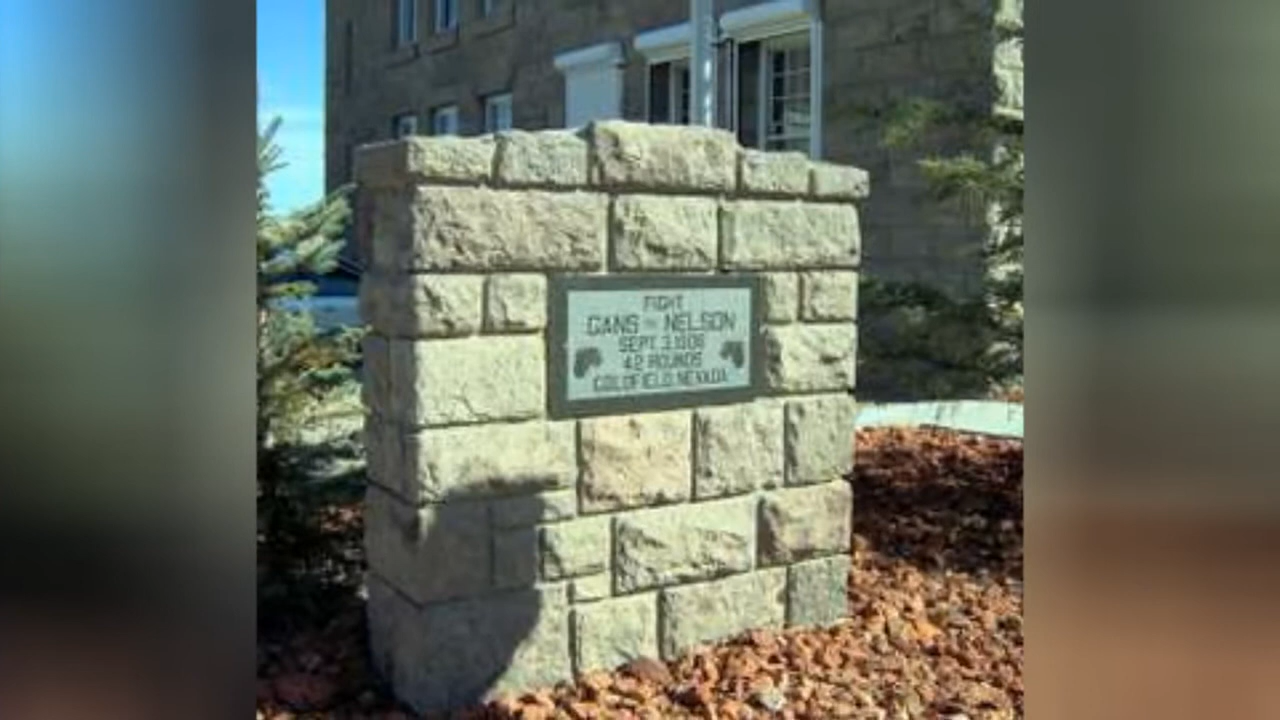 FIGHT
GANS - NELSON
SEPT. 3, 1906
42 ROUNDS
GOLDFIELD, NEVADA